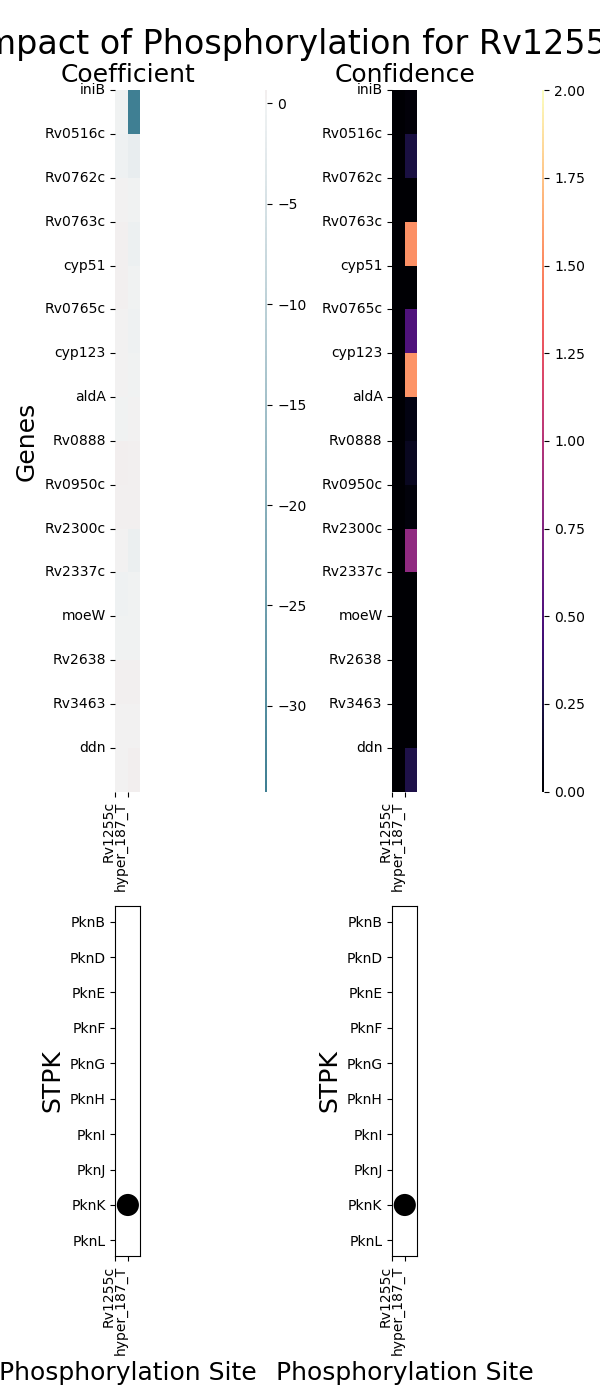 mpact of Phosphorylation for Rv1255
Coefficient
Confidence
Genes
iniB
Rv0516c
Rv0762c
Rv0763c
cyp51
Rv0765c
cyp123
aldA
Rv0888
Rv0950c
Rv2300c
Rv2337c
moeW
Rv2638
Rv3463
ddn
Rv1255c
hyper_187_T
0
−5
−10
−15
−20
−25
−30
iniB
Rv0516c
Rv0762c
Rv0763c
cyp51
Rv0765c
cyp123
aldA
Rv0888
Rv0950c
Rv2300c
Rv2337c
moeW
Rv2638
Rv3463
ddn
Rv1255c
hyper_187_T
2.00
1.75
1.50
1.25
1.00
0.75
0.50
0.25
0.00
STPK
PknB
PknD
PknE
PknF
PknG
PknH
PknI
PknJ
PknK
PknL
Rv1255c
hyper_187_T
Phosphorylation Site
STPK
PknB
PknD
PknE
PknF
PknG
PknH
PknI
PknJ
PknK
PknL
Rv1255c
hyper_187_T
Phosphorylation Site